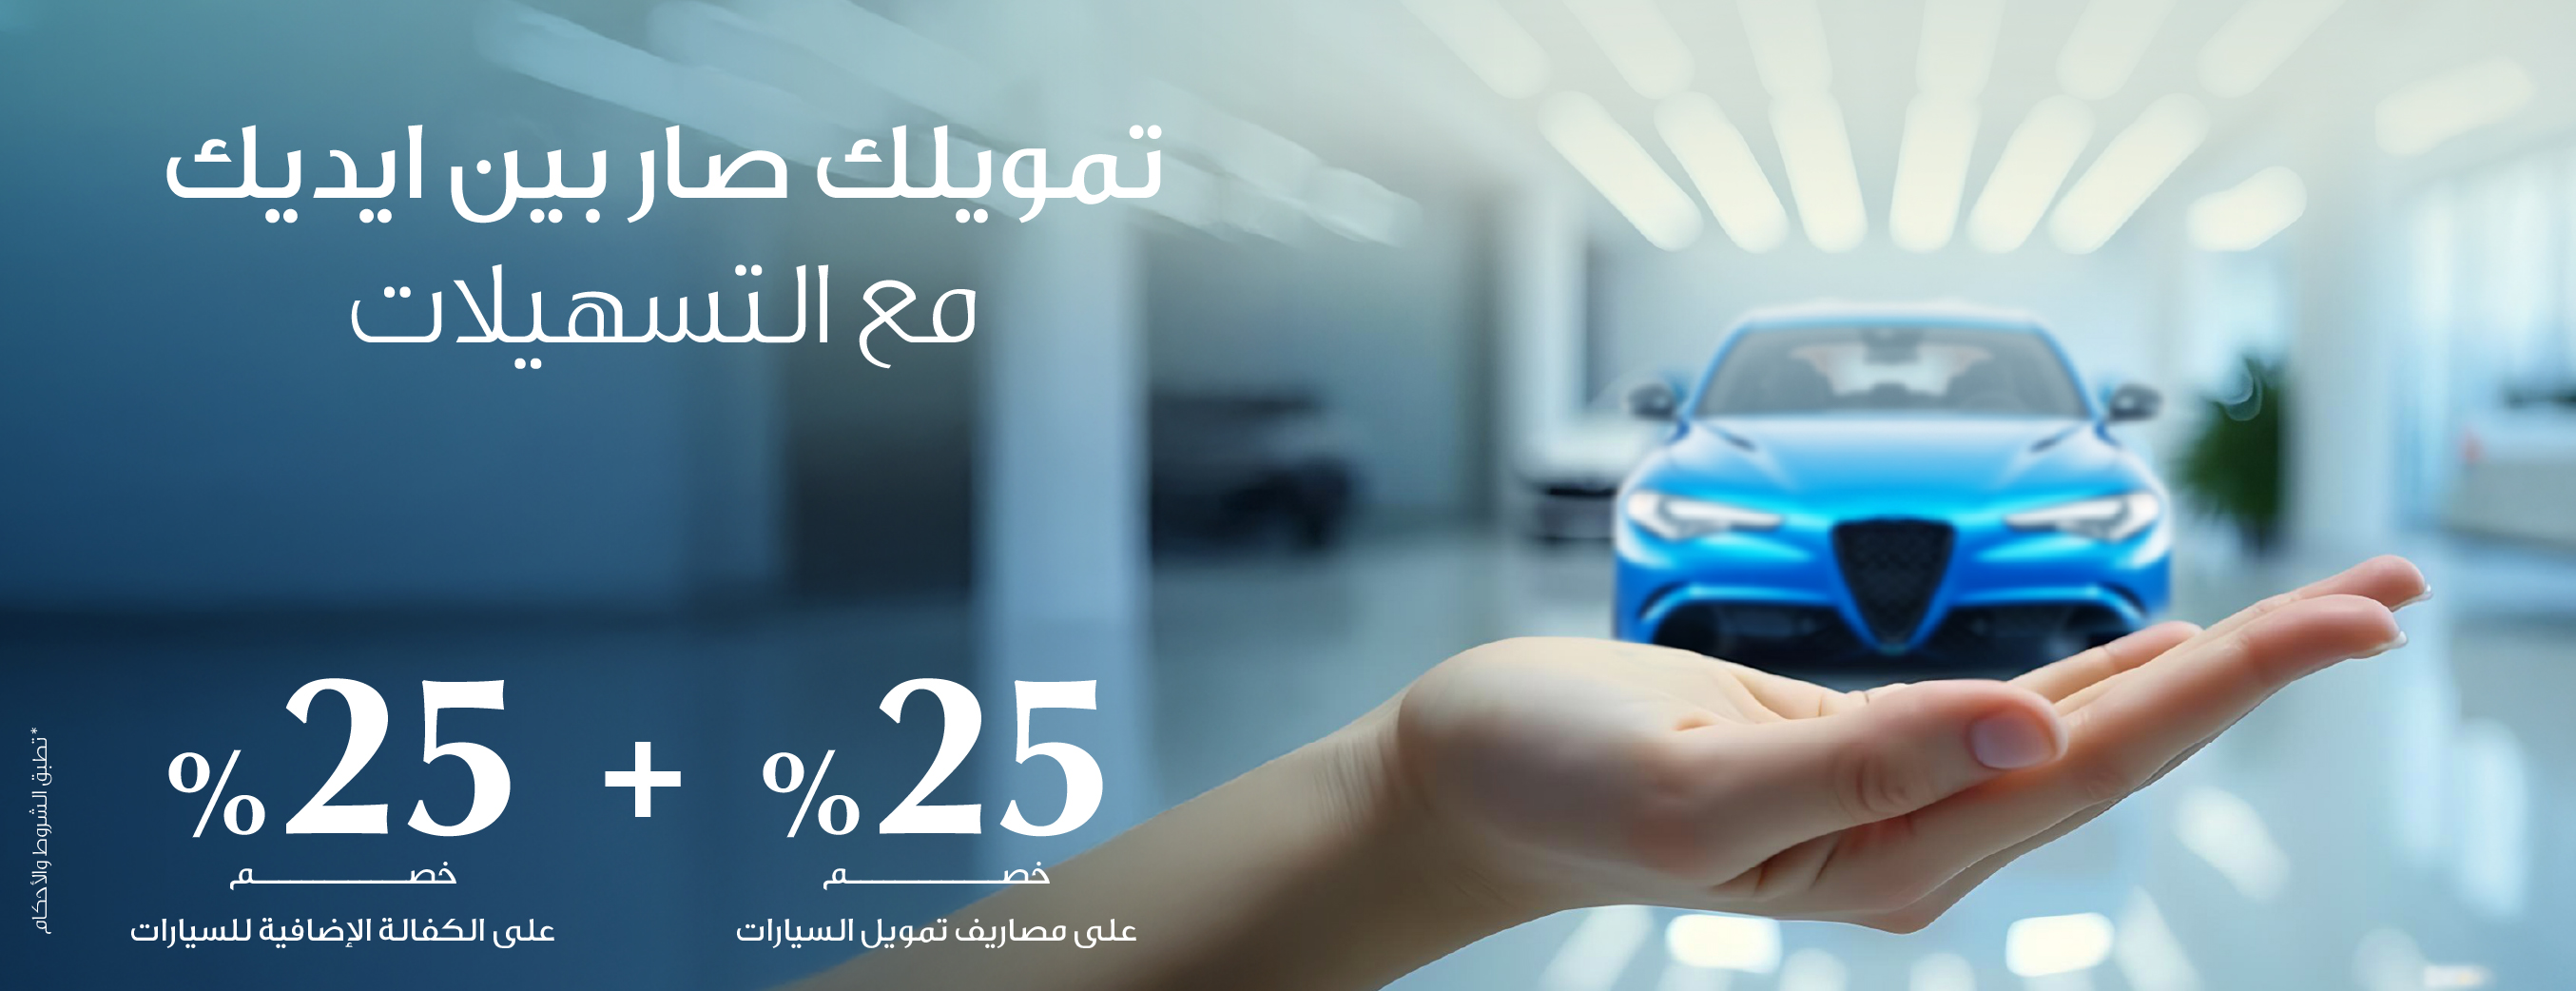 تمويلك صار بين ايديك
مع التسهيلات
25%
خصم
على مصاريف تمويل السيارات
+
25%
خصم
على الكفالة الإضافية للسيارات
*تطبق الشروط والأحكام